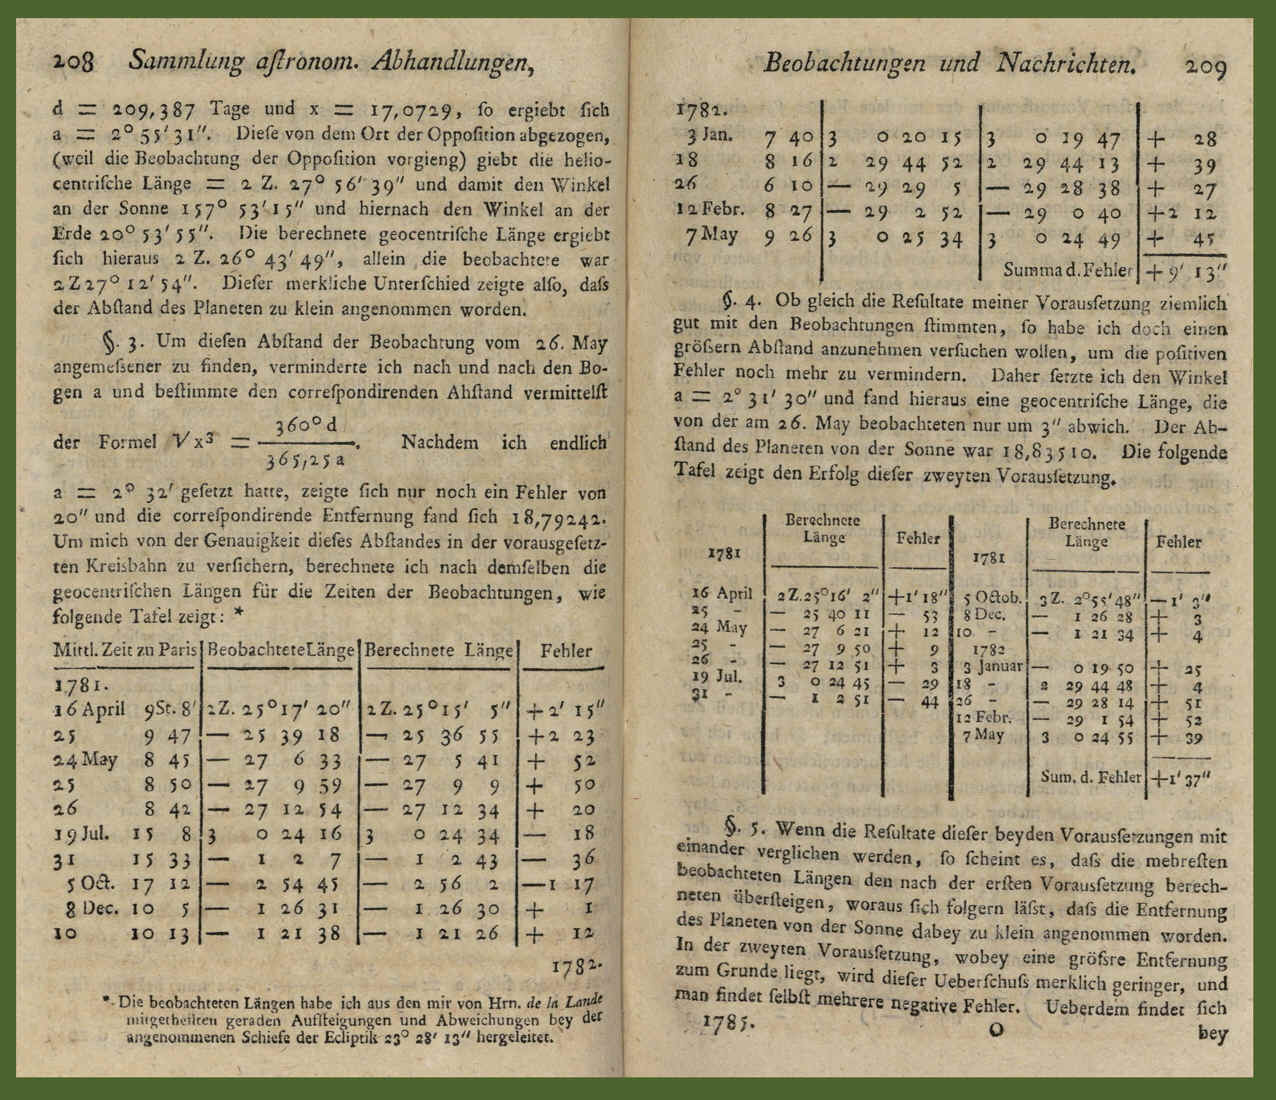 208 Sammlung aſtronom. Abhandlungen,
d = 209,387 Tage und x = 17,0729, ſo ergiebt ſich
a = 2° 55′ 31″. Dieſe von dem Ort der Oppoſition abgezogen,
(weil die Beobachtung der Oppoſition vorgieng) giebt die helio-
centriſche Länge = 2 Z. 27° 56′ 39″ und damit den Winkel
an der Sonne 157° 53′ 15″ und hiernach den Winkel an der
Erde 20° 53′ 55″. Die berechnete geocentriſche Länge ergiebt
ſich hieraus 2 Z. 26° 43′ 49″, allein die beobachtete war
2Z 27° 12′ 54″. Dieſer merkliche Unterſchied zeigte alſo, daſs
der Abſtand des Planeten zu klein angenommen worden.
§. 3. Um dieſen Abſtand der Beobachtung vom 26. May
angemeſsener zu finden, verminderte ich nach und nach den Bo-
gen a und beſtimmte den correſpondirenden Abſtand vermittelſt
der Formel √x³ = 360° d / 365,25 a. Nachdem ich endlich
a = 2° 32′ geſetzt hatte, zeigte ſich nur noch ein Fehler von
20″ und die correſpondirende Entfernung fand ſich 18,79242.
Um mich von der Genauigkeit dieſes Abſtandes in der vorausgeſetz-
ten Kreisbahn zu verſichern, berechnete ich nach demſelben die
geocentriſchen Längen für die Zeiten der Beobachtungen, wie
folgende Tafel zeigt: *
Mittl. Zeit zu Paris Beobachtete Länge Berechnete Länge Fehler
1781.
16 April 9St. 8′ 2Z. 25° 17′ 20″ 2Z. 25° 15′ 5″ +2′ 15″
25 9 47 — 25 39 18 — 25 36 55 +2 23
24 May 8 45 — 27 6 33 — 27 5 41 + 52
25 8 50 — 27 9 59 — 27 9 9 + 50
26 8 42 — 27 12 54 — 27 12 34 + 20
19 Jul. 15 8 3 0 24 16 3 0 24 34 — 18
31 15 33 — 1 2 7 — 1 2 43 — 36
5 Oct. 17 12 — 2 54 45 — 2 56 2 —1 17
8 Dec. 10 5 — 1 26 31 — 1 26 30 + 1
10 10 13 — 1 21 38 — 1 21 26 + 12
1782.
*. Die beobachteten Längen habe ich aus den mir von Hrn. de la Lande
mitgetheilten geraden Aufſteigungen und Abweichungen bey der
angenommenen Schiefe der Ecliptik 23° 28′ 13″ hergeleitet.
Beobachtungen und Nachrichten. 209
1782.
3 Jan. 7 40 3 0 20 15 3 0 19 47 + 28
18 8 16 2 29 44 52 2 29 44 13 + 39
26 6 10 — 29 29 5 — 29 28 38 + 27
12 Febr. 8 27 — 29 2 52 — 29 0 40 +2 12
7 May 9 26 3 0 25 34 3 0 24 49 + 45
Summa d. Fehler +9′ 13″
§. 4. Ob gleich die Reſultate meiner Vorausſetzung ziemlich
gut mit den Beobachtungen ſtimmten, ſo habe ich doch einen
gröſsern Abſtand anzunehmen verſuchen wollen, um die poſitiven
Fehler noch mehr zu vermindern. Daher ſetzte ich den Winkel
a = 2° 31′ 30″ und fand hieraus eine geocentriſche Länge, die
von der am 26. May beobachteten nur um 3″ abwich. Der Ab-
ſtand des Planeten von der Sonne war 18,83510. Die folgende
Tafel zeigt den Erfolg dieſer zweyten Vorausſetzung.
1781 Berechnete Länge Fehler 1781 Berechnete Länge Fehler
16 April 2Z. 25° 16′ 2″ +1′ 18″ 5 Octob. 3Z. 2° 55′ 48″ —1′ 3″
25 - — 25 40 11 — 53 8 Dec. — 1 26 28 + 3
24 May — 27 6 21 + 12 10 - — 1 21 34 + 4
25 - — 27 9 50 + 9 1782
26 - — 27 12 51 + 3 3 Januar — 0 19 50 + 25
19 Jul. 3 0 24 45 — 29 18 - 2 29 44 48 + 4
31 - — 1 2 51 — 44 26 - — 29 28 14 + 51
12 Febr. — 29 1 54 + 52
7 May 3 0 24 55 + 39
Sum. d. Fehler +1′ 37″
§. 5. Wenn die Reſultate dieſer beyden Vorausſetzungen mit
einander verglichen werden, ſo ſcheint es, daſs die mehreſten
beobachteten Längen den nach der erſten Vorausſetzung berech-
neten überſteigen, woraus ſich folgern läſst, daſs die Entfernung
des Planeten von der Sonne dabey zu klein angenommen worden.
In der zweyten Vorausſetzung, wobey eine gröſsre Entfernung
zum Grunde liegt, wird dieſer Ueberſchuſs merklich geringer, und
man findet ſelbſt mehrere negative Fehler. Ueberdem findet ſich
1785. O bey